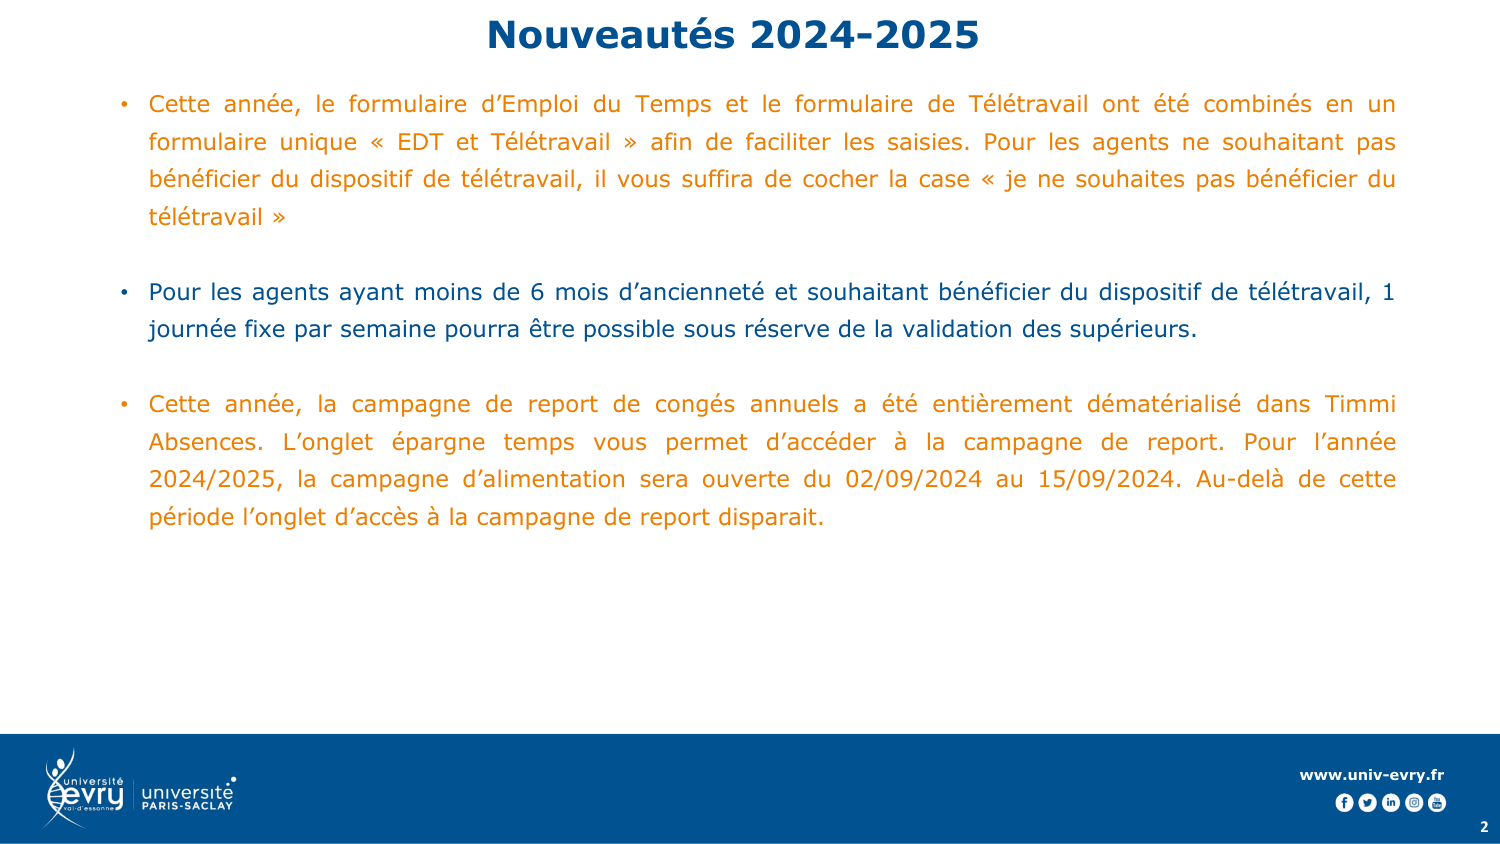 Nouveautés 2024-2025
• Cette année, le formulaire d’Emploi du Temps et le formulaire de Télétravail ont été combinés en un
formulaire unique « EDT et Télétravail » afin de faciliter les saisies. Pour les agents ne souhaitant pas
bénéficier du dispositif de télétravail, il vous suffira de cocher la case « je ne souhaites pas bénéficier du
télétravail »
• Pour les agents ayant moins de 6 mois d’ancienneté et souhaitant bénéficier du dispositif de télétravail, 1
journée fixe par semaine pourra être possible sous réserve de la validation des supérieurs.
• Cette année, la campagne de report de congés annuels a été entièrement dématérialisé dans Timmi
Absences. L’onglet épargne temps vous permet d’accéder à la campagne de report. Pour l’année
2024/2025, la campagne d’alimentation sera ouverte du 02/09/2024 au 15/09/2024. Au-delà de cette
période l’onglet d’accès à la campagne de report disparait.
université
evry
val-d'essonne
université
PARIS-SACLAY
www.univ-evry.fr
2